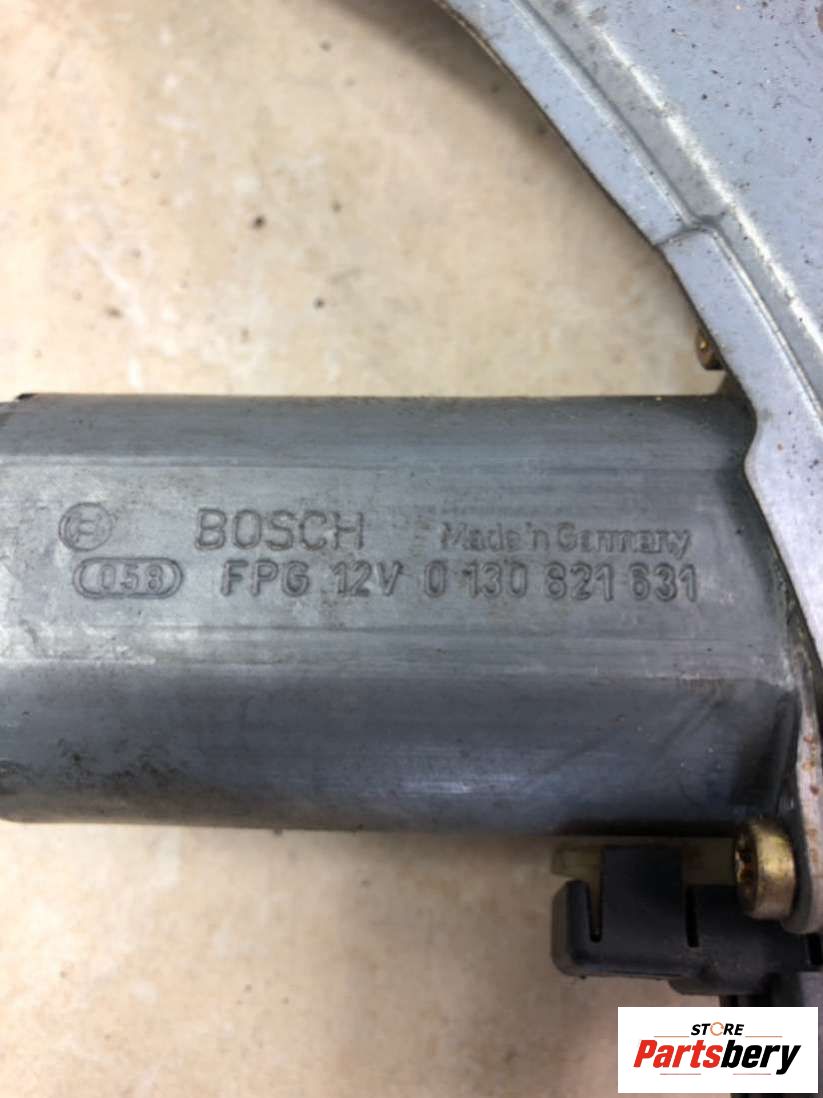 BOSCH Made in Germany
058 FPG 12V 0 130 821 631
STORE
Partsbery